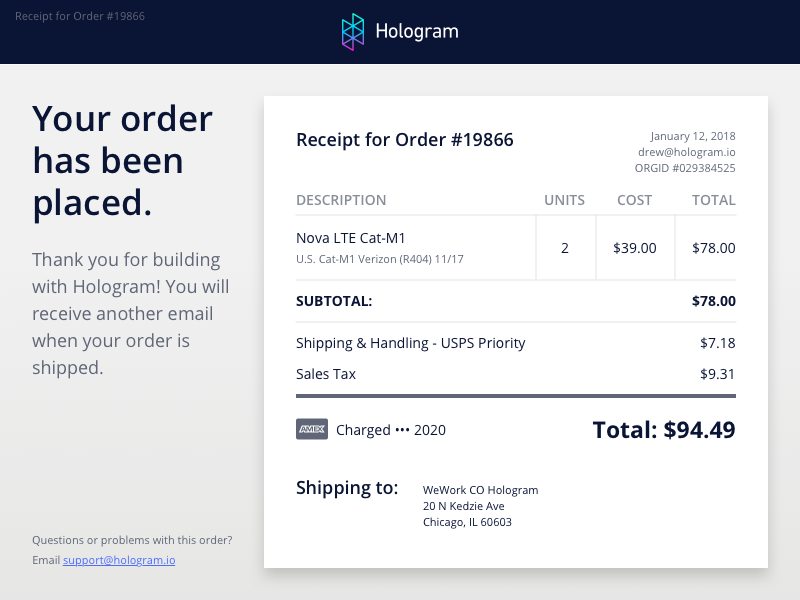 Receipt for Order #19866
Hologram
Your order
has been
placed.
Thank you for building
with Hologram! You will
receive another email
when your order is
shipped.
Questions or problems with this order?
Email support@hologram.io
Receipt for Order #19866
January 12, 2018
drew@hologram.io
ORGID #029384525
DESCRIPTION UNITS COST TOTAL
Nova LTE Cat-M1
U.S. Cat-M1 Verizon (R404) 11/17
2 $39.00 $78.00
SUBTOTAL: $78.00
Shipping & Handling - USPS Priority $7.18
Sales Tax $9.31
AMEX Charged ••• 2020 Total: $94.49
Shipping to:
WeWork CO Hologram
20 N Kedzie Ave
Chicago, IL 60603